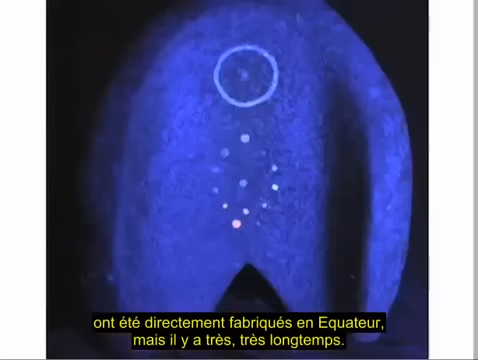 ont été directement fabriqués en Equateur,
mais il y a très, très longtemps.